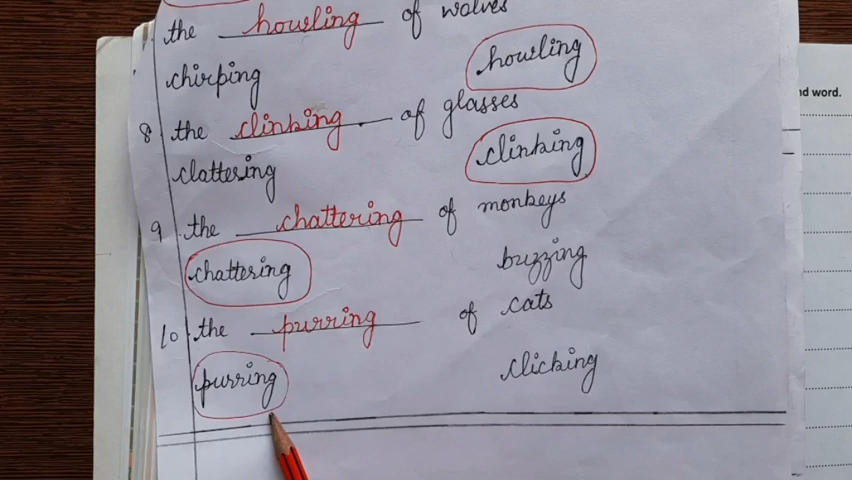 the howling of wolves
chirping howling
8 the clinking of glasses
clattering clinking
9 the chattering of monkeys
chattering buzzing
10 the purring of cats
purring clicking
nd word.